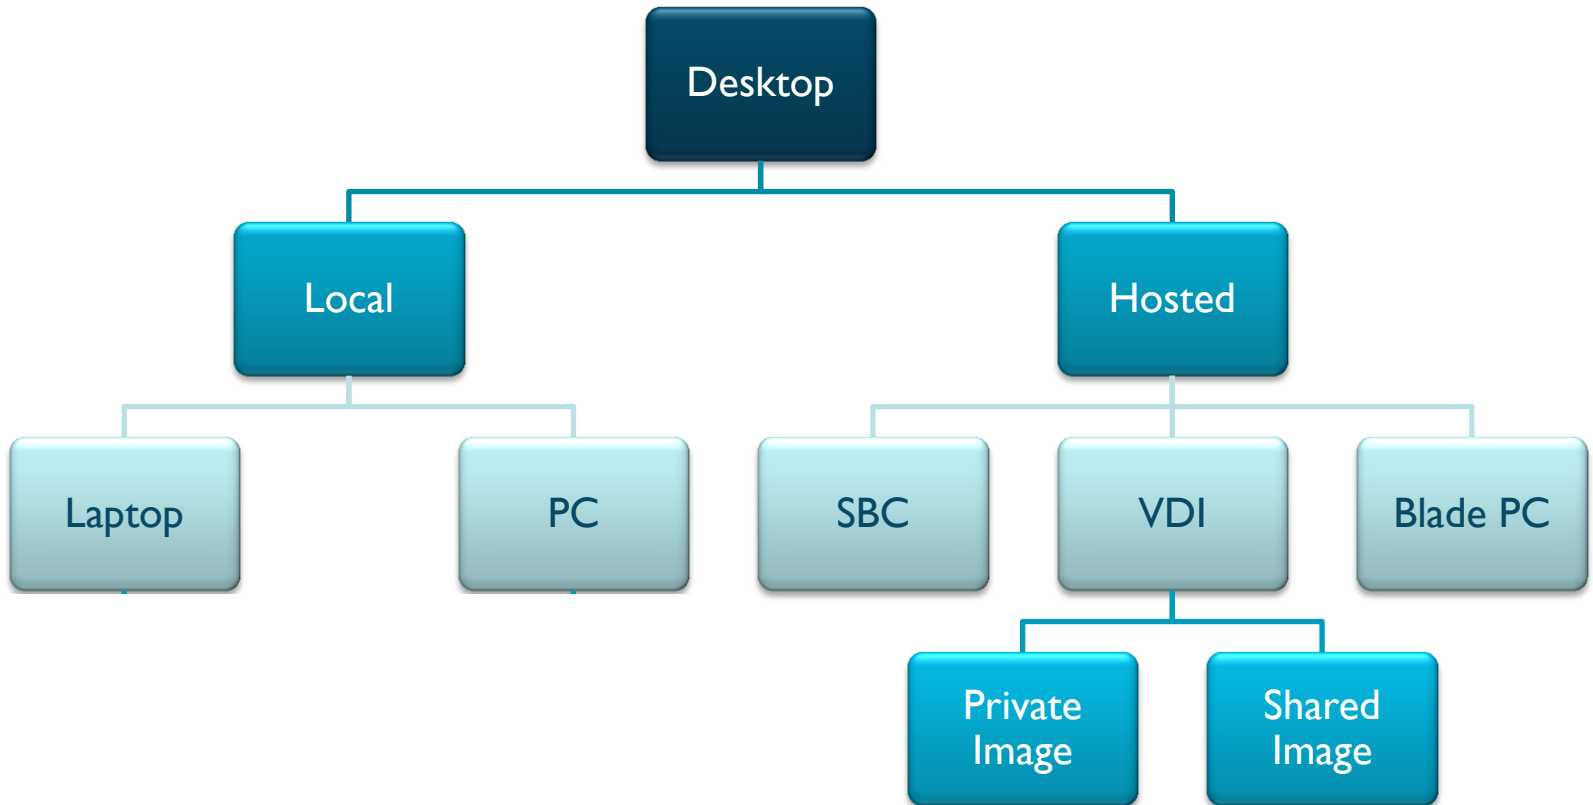 Desktop
Local
Hosted
Laptop
PC
SBC
VDI
Blade PC
Private
Image
Shared
Image